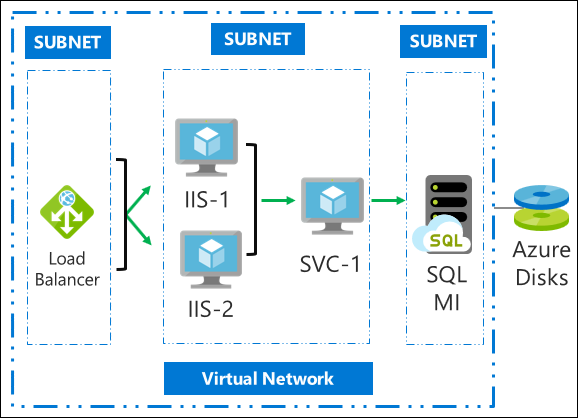 SUBNET
SUBNET
SUBNET
IIS-1
Load
Balancer
IIS-2
SVC-1
SQL
SQL
MI
Azure
Disks
Virtual Network